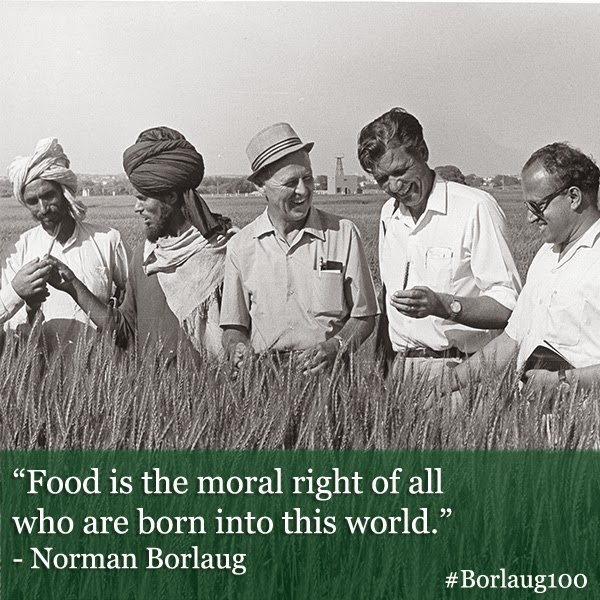 “Food is the moral right of all
who are born into this world.”
- Norman Borlaug
#Borlaug100